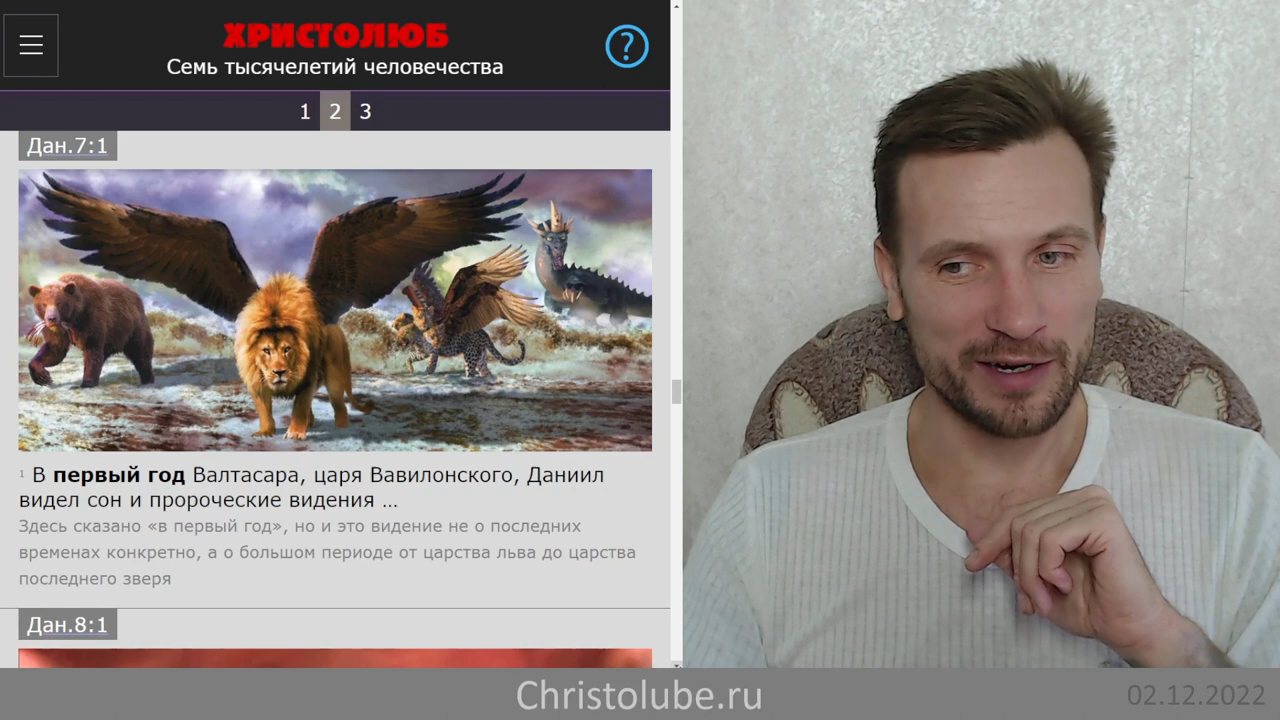 ХРИСТОЛЮБ
Семь тысячелетий человечества
?
1 2 3
Дан.7:1
1 В первый год Валтасара, царя Вавилонского, Даниил
видел сон и пророческие видения ...
Здесь сказано «в первый год», но и это видение не о последних
временах конкретно, а о большом периоде от царства льва до царства
последнего зверя
Дан.8:1
Christolube.ru
02.12.2022